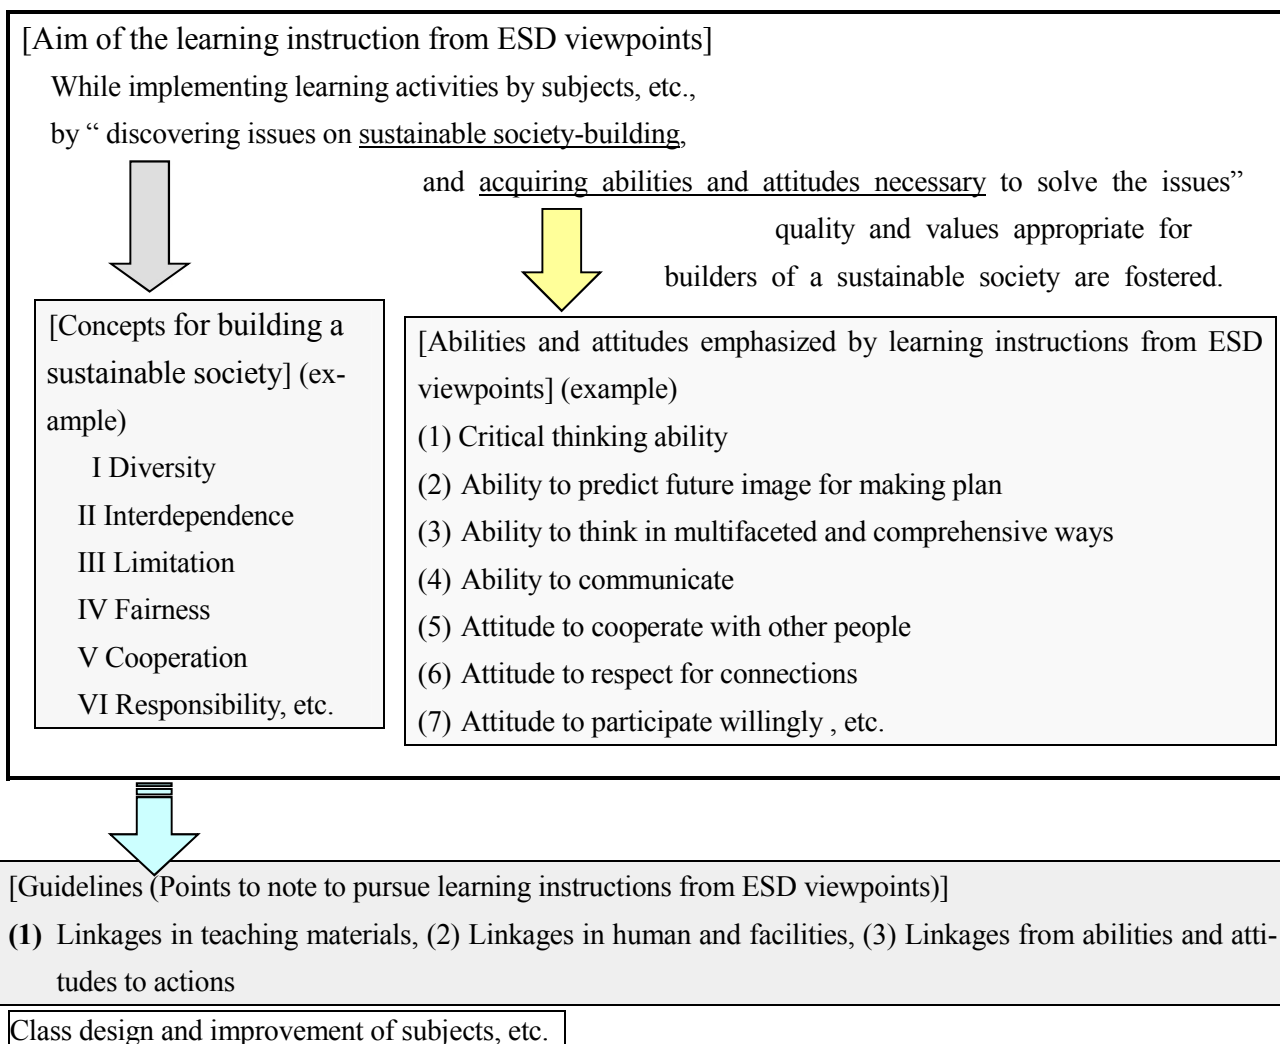 [Aim of the learning instruction from ESD viewpoints]
While implementing learning activities by subjects, etc.,
by “ discovering issues on sustainable society-building,
and acquiring abilities and attitudes necessary to solve the issues”
quality and values appropriate for
builders of a sustainable society are fostered.
[Concepts for building a
sustainable society] (ex-
ample)
I Diversity
II Interdependence
III Limitation
IV Fairness
V Cooperation
VI Responsibility, etc.
[Abilities and attitudes emphasized by learning instructions from ESD
viewpoints] (example)
(1) Critical thinking ability
(2) Ability to predict future image for making plan
(3) Ability to think in multifaceted and comprehensive ways
(4) Ability to communicate
(5) Attitude to cooperate with other people
(6) Attitude to respect for connections
(7) Attitude to participate willingly , etc.
[Guidelines (Points to note to pursue learning instructions from ESD viewpoints)]
(1) Linkages in teaching materials, (2) Linkages in human and facilities, (3) Linkages from abilities and atti-
tudes to actions
Class design and improvement of subjects, etc.